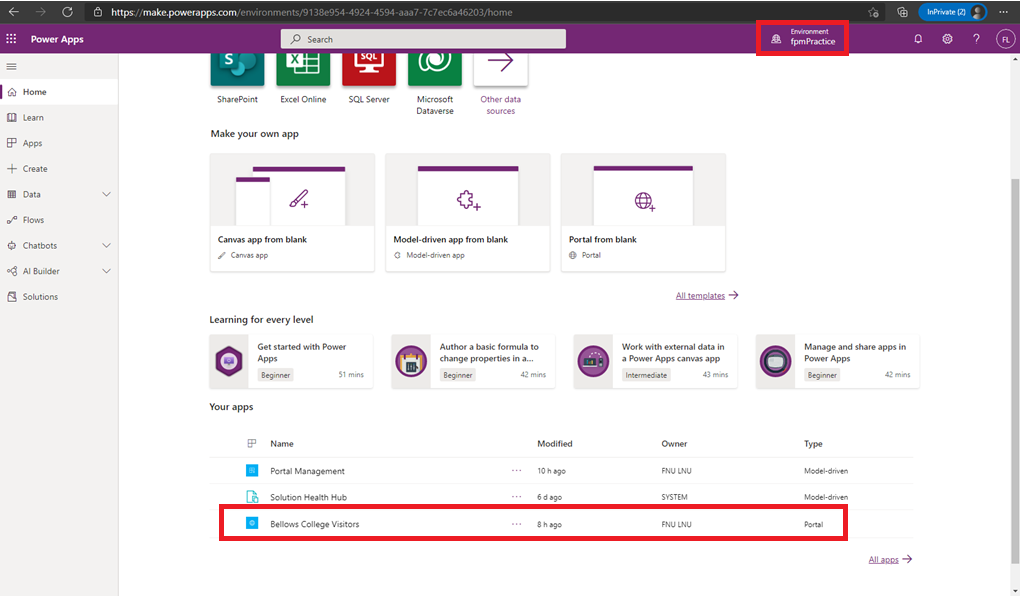 https://make.powerapps.com/environments/9138e954-4924-4594-aaa7-7c7ec6a46203/home
InPrivate (2)
Power Apps
Search
Environment
fpmPractice
?
FL
Home
Learn
Apps
Create
Data
Flows
Chatbots
AI Builder
Solutions
S
X
SQL
SharePoint
Excel Online
SQL Server
Microsoft
Dataverse
Other data
sources
Make your own app
Canvas app from blank
Canvas app
Model-driven app from blank
Model-driven app
Portal from blank
Portal
All templates
Learning for every level
Get started with Power
Apps
Beginner
51 mins
Author a basic formula to
change properties in a...
Beginner
42 mins
Work with external data in
a Power Apps canvas app
Intermediate
43 mins
Manage and share apps in
Power Apps
Beginner
42 mins
Your apps
Name Modified Owner Type
Portal Management ··· 10 h ago FNU LNU Model-driven
Solution Health Hub ··· 6 d ago SYSTEM Model-driven
Bellows College Visitors ··· 8 h ago FNU LNU Portal
All apps